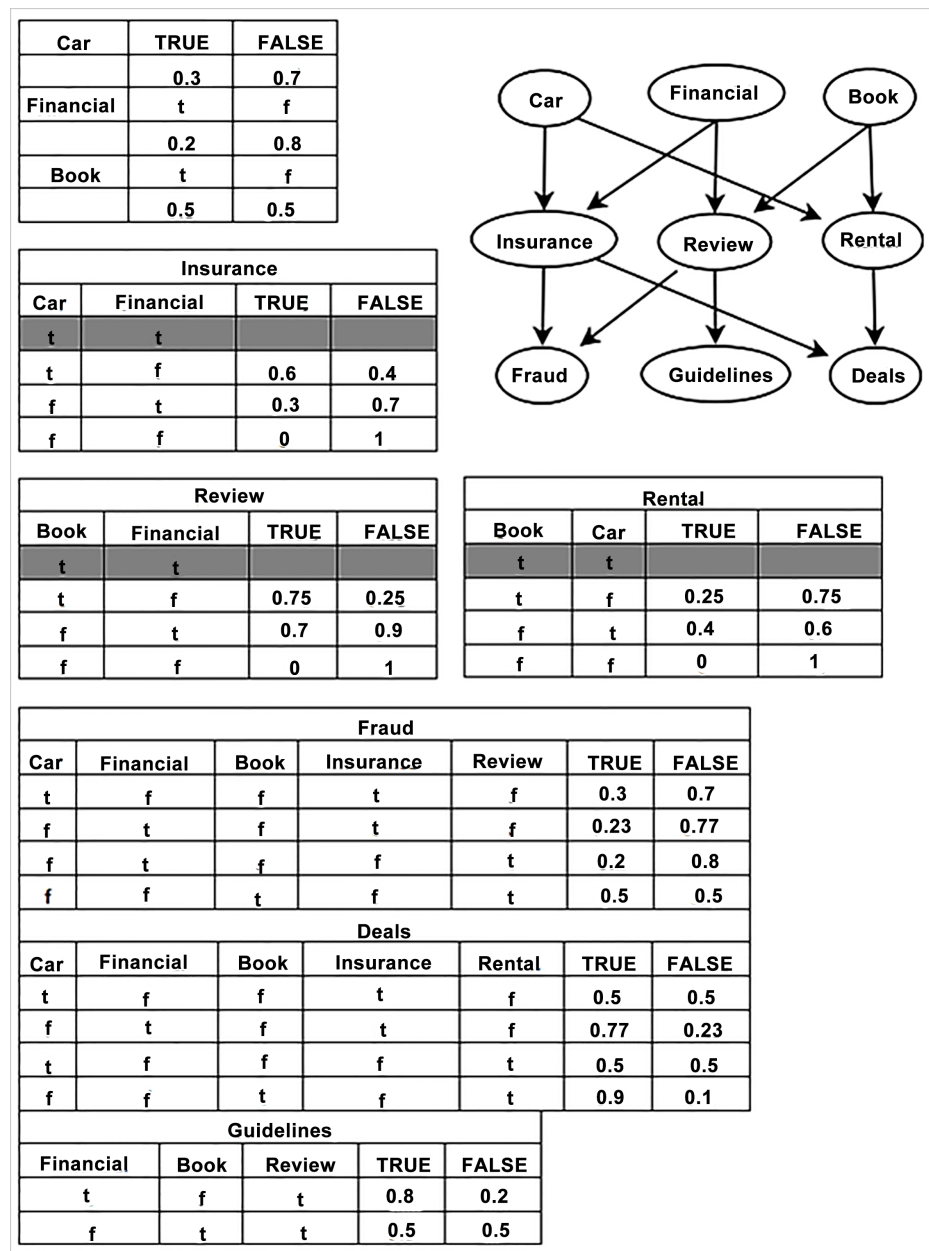 Car TRUE FALSE
0.3 0.7
Financial t f
0.2 0.8
Book t f
0.5 0.5
Car Financial Book
Insurance Review Rental
Fraud Guidelines Deals
Insurance
Car Financial TRUE FALSE
t t
t f 0.6 0.4
f t 0.3 0.7
f f 0 1
Review
Book Financial TRUE FALSE
t t
t f 0.75 0.25
f t 0.7 0.9
f f 0 1
Rental
Book Car TRUE FALSE
t t
t f 0.25 0.75
f t 0.4 0.6
f f 0 1
Fraud
Car Financial Book Insurance Review TRUE FALSE
t f f t f 0.3 0.7
f t f t f 0.23 0.77
f t f f t 0.2 0.8
f f t f t 0.5 0.5
Deals
Car Financial Book Insurance Rental TRUE FALSE
t f f t f 0.5 0.5
f t f t f 0.77 0.23
t f f f t 0.5 0.5
f f t f t 0.9 0.1
Guidelines
Financial Book Review TRUE FALSE
t f t 0.8 0.2
f t t 0.5 0.5